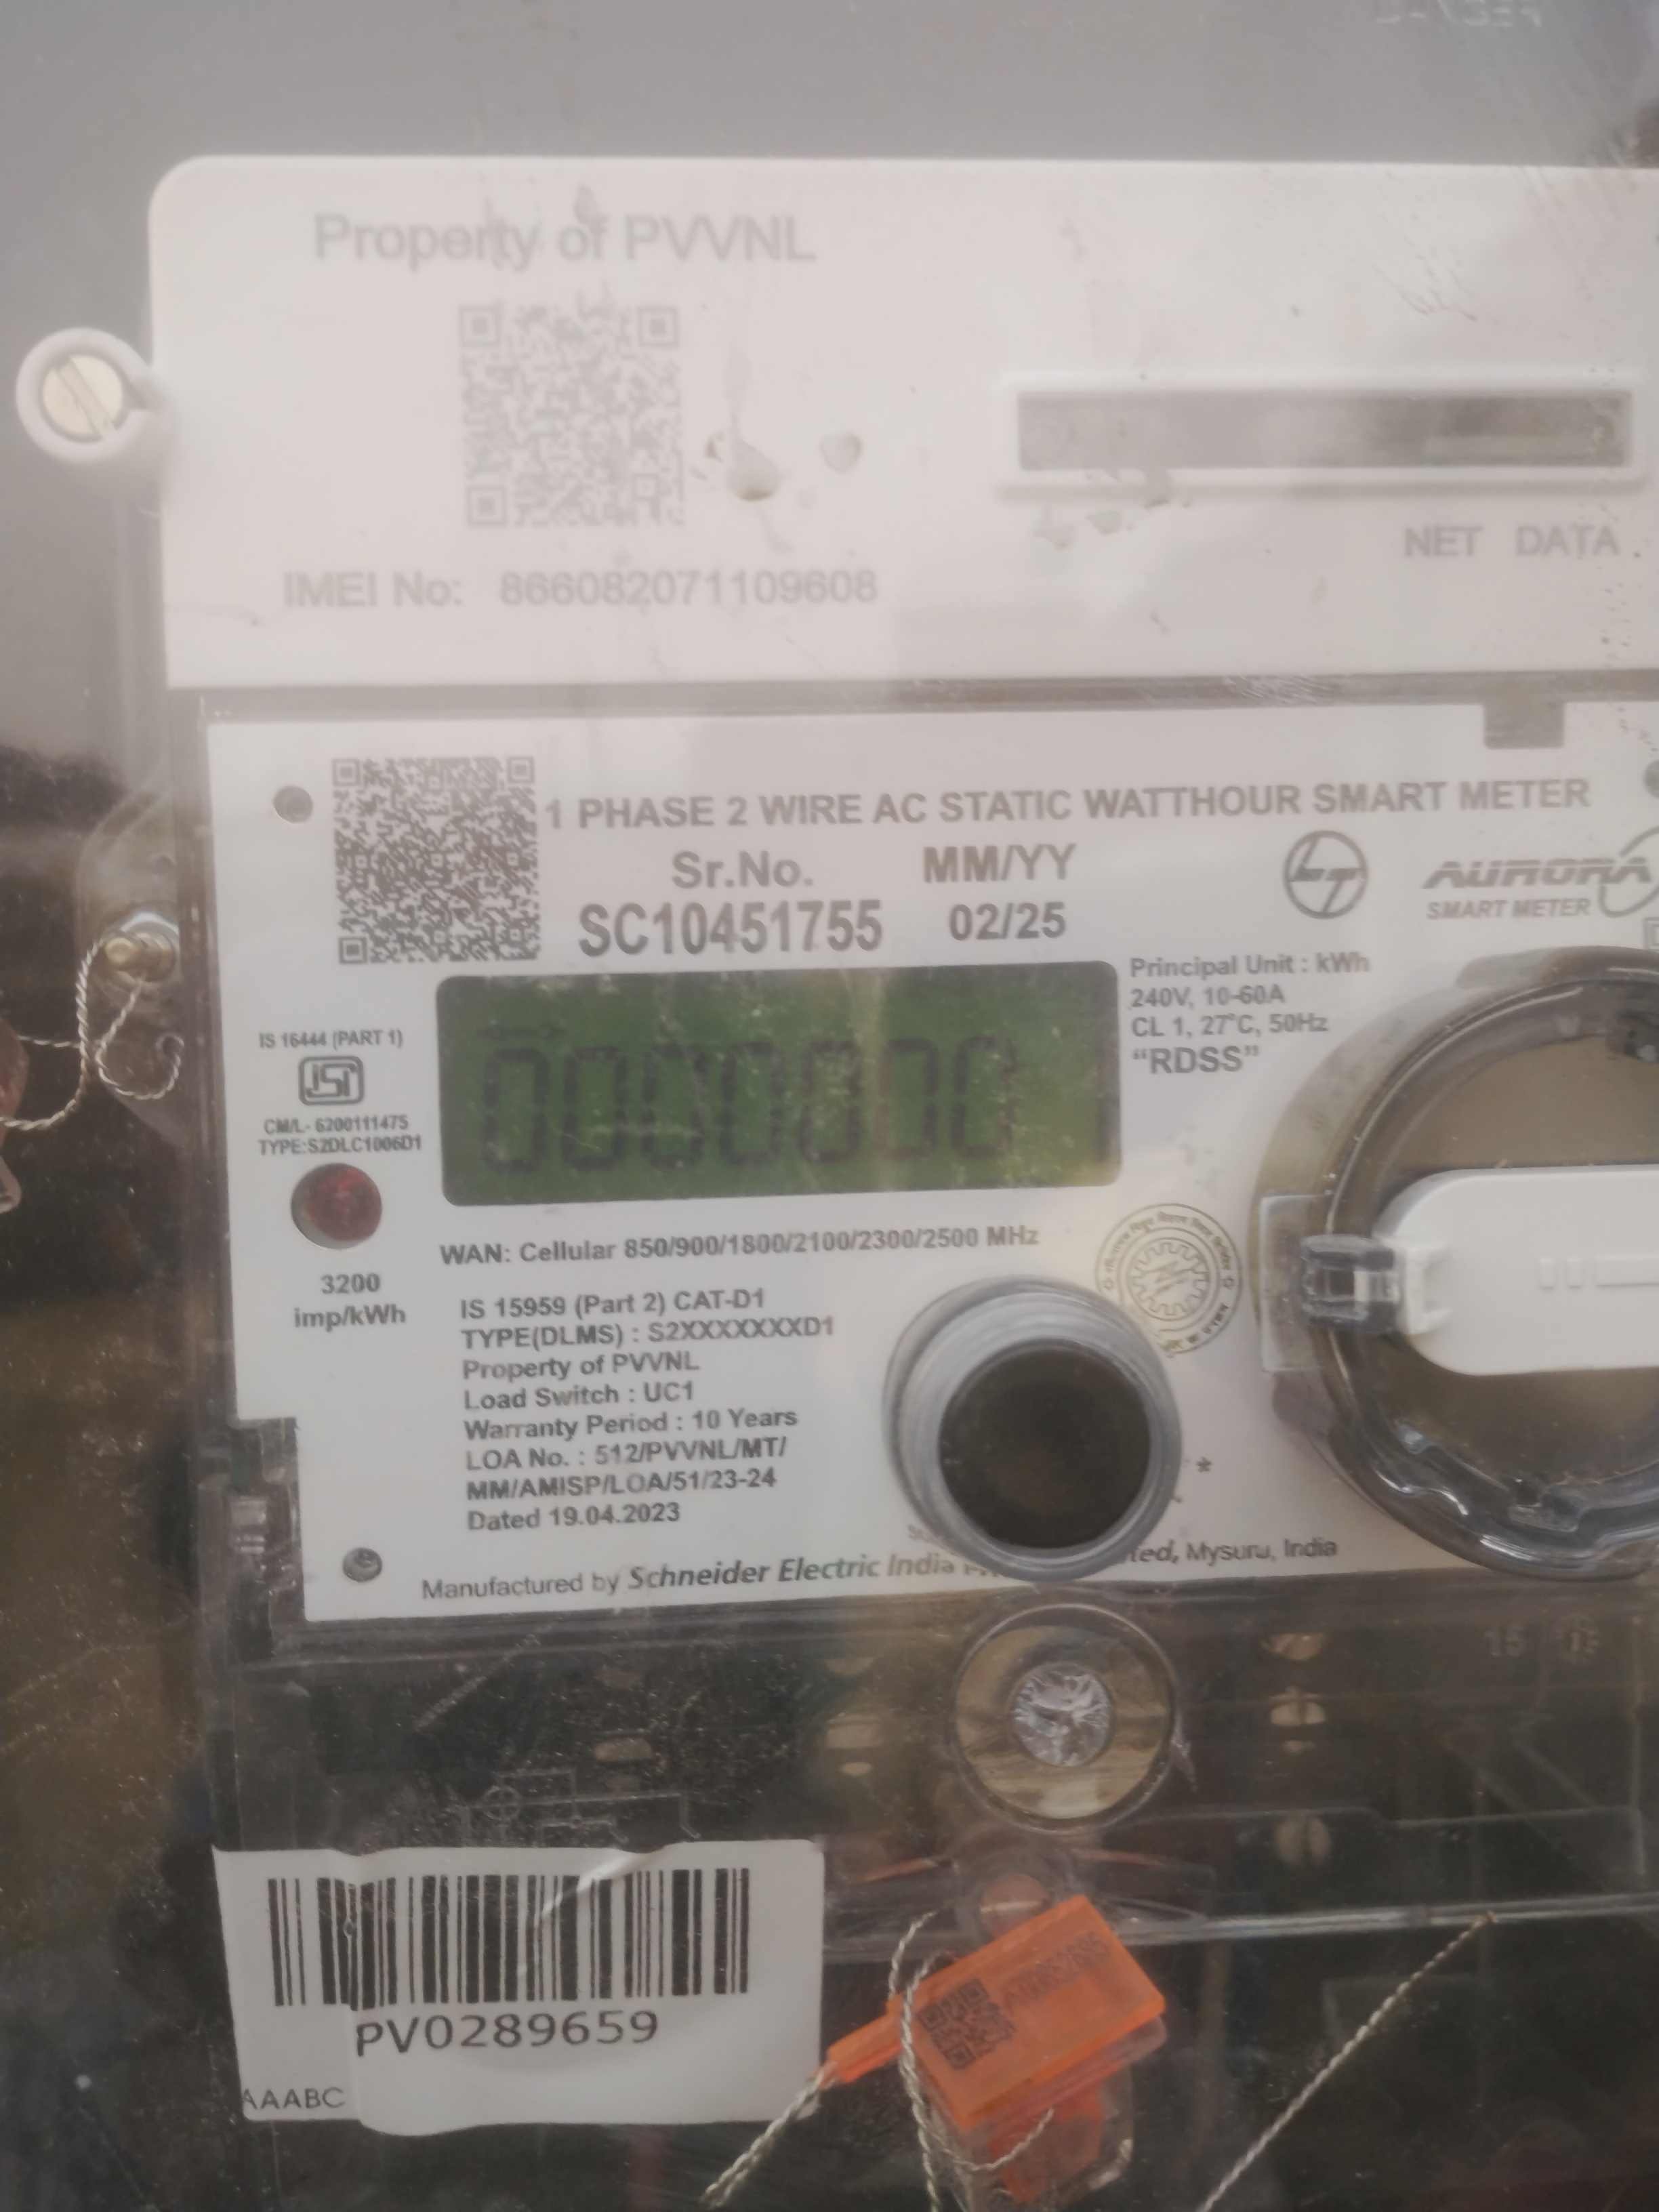 Property of PVVNL
IMEI No: 866082071109608
NET DATA
1 PHASE 2 WIRE AC STATIC WATTHOUR SMART METER
Sr.No. MM/YY
SC10451755 02/25
LT
AURORA
SMART METER
Principal Unit : kWh
240V, 10-60A
CL 1, 27°C, 50Hz
"RDSS"
IS 16444 (PART 1)
ISI
CM/L- 6200111475
TYPE:S2DLC1006D1
3200
imp/kWh
WAN: Cellular 850/900/1800/2100/2300/2500 MHz
IS 15959 (Part 2) CAT-D1
TYPE(DLMS) : S2XXXXXXXD1
Property of PVVNL
Load Switch : UC1
Warranty Period : 10 Years
LOA No. : 512/PVVNL/MT/
MM/AMISP/LOA/51/23-24
Dated 19.04.2023
*
Manufactured by Schneider Electric India Mysuru, India
PV0289659
AAABC